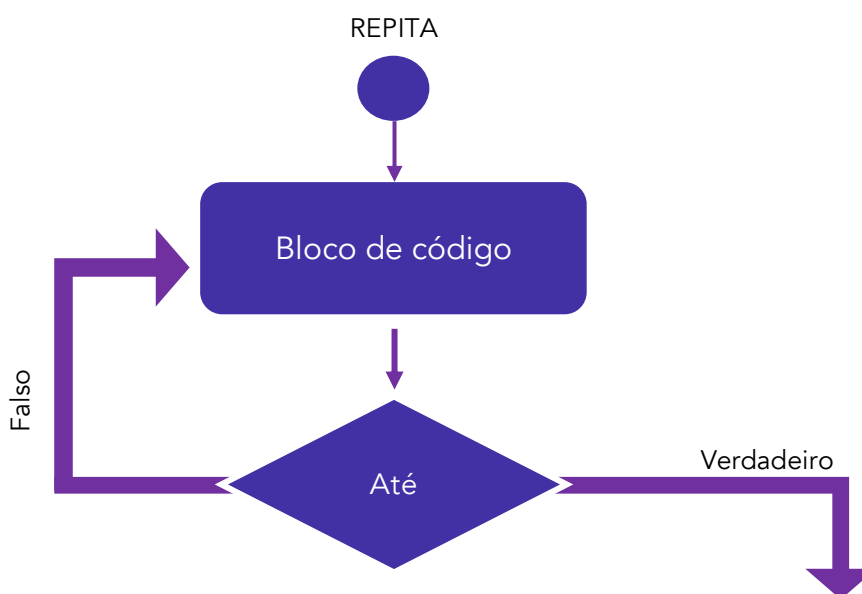 REPITA
Bloco de código
Falso
Até
Verdadeiro